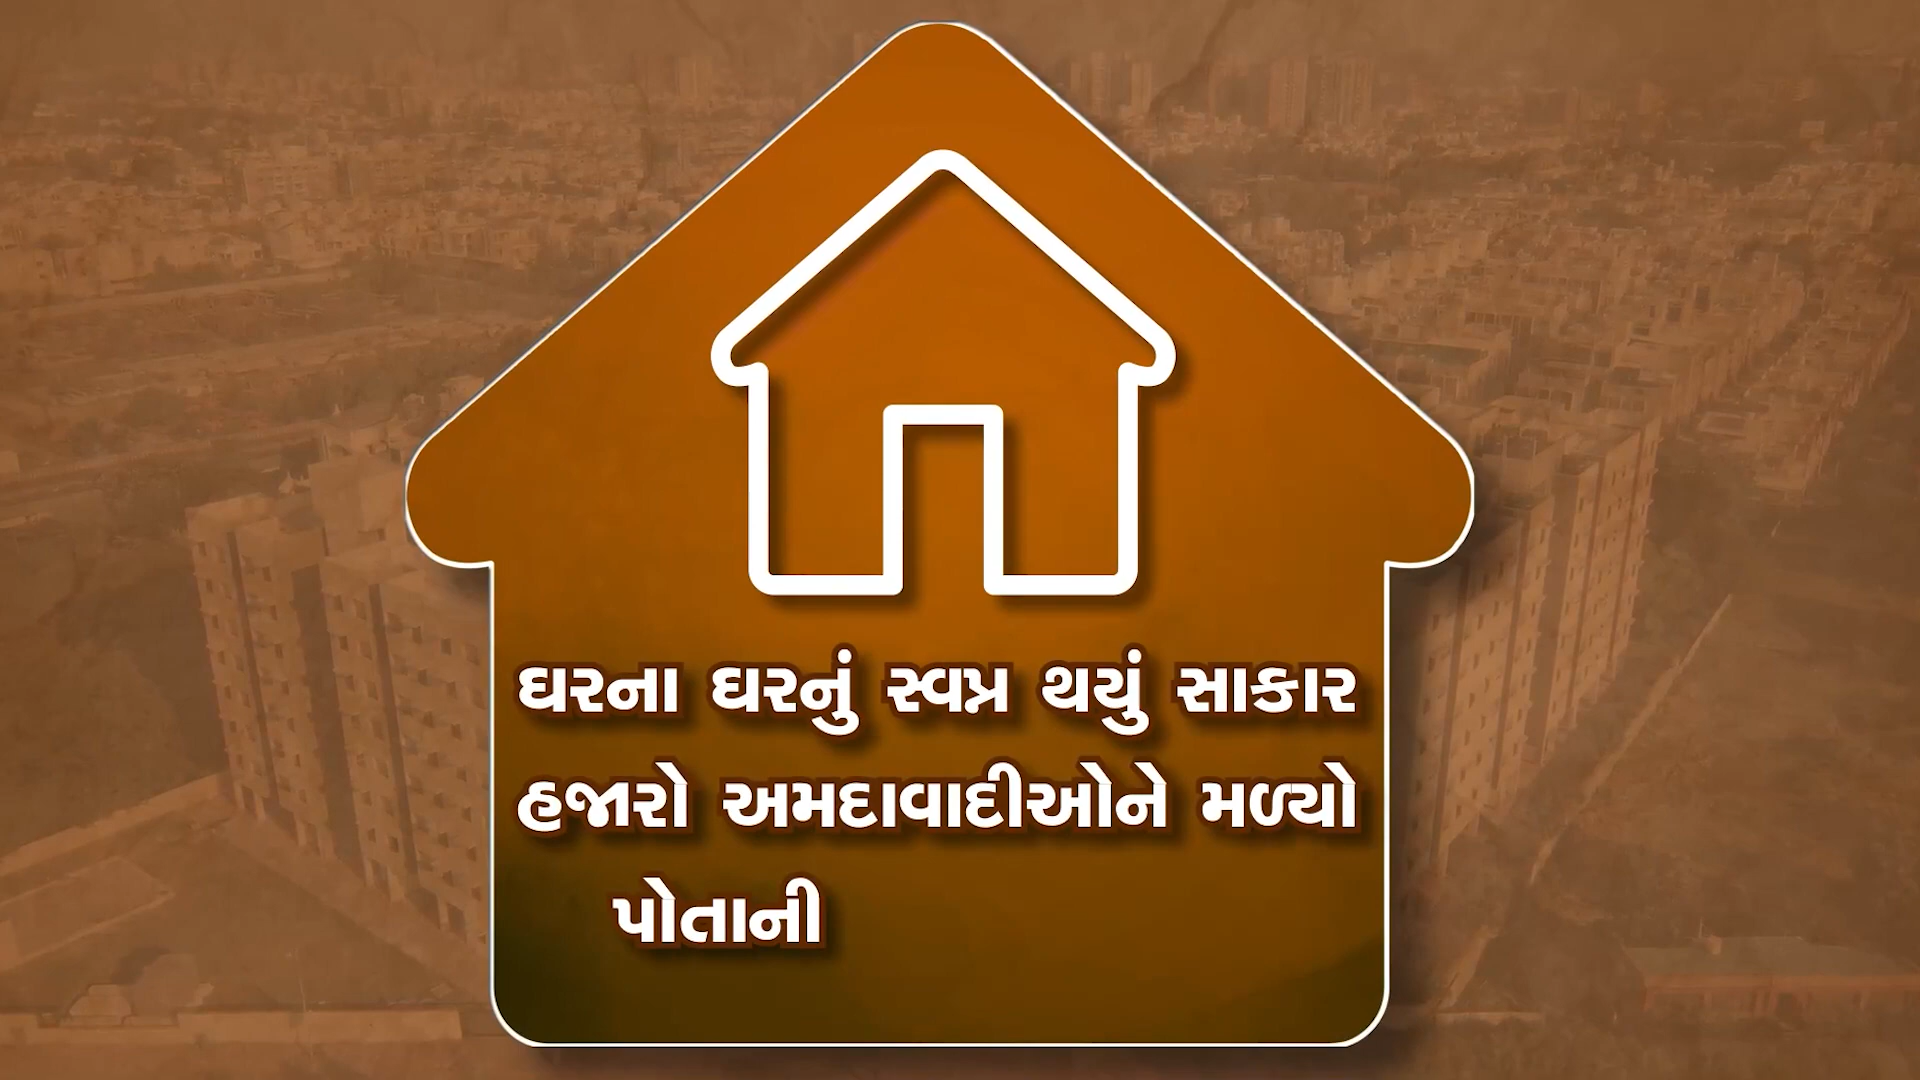 ઘરના ઘરનું સ્વપ્ન થયું સાકાર
હજારો અમદાવાદીઓને મળ્યો
પોતાની